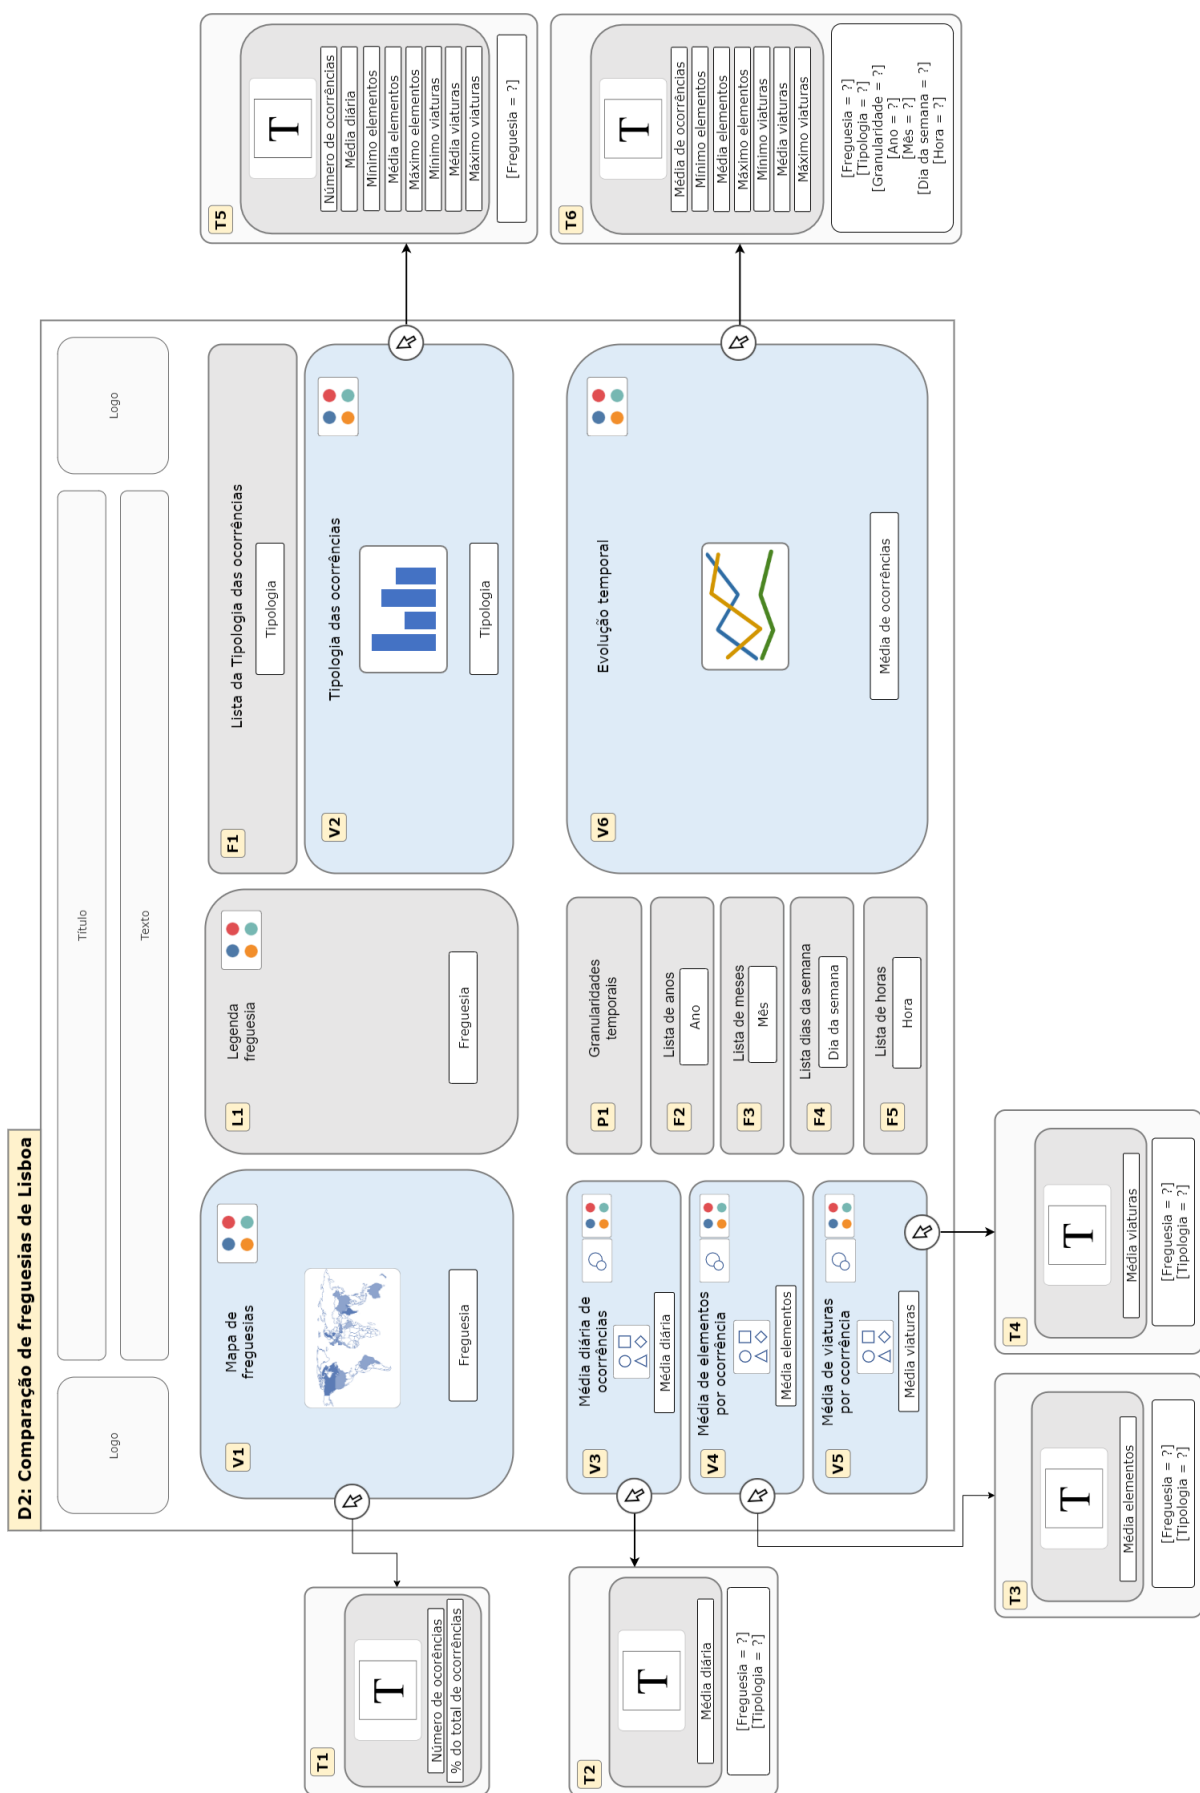 D2: Comparação de freguesias de Lisboa
Logo
Título
Texto
Logo
V1
Mapa de
freguesias
Freguesia
L1
Legenda
freguesia
Freguesia
F1
Lista da Tipologia das ocorrências
Tipologia
V2
Tipologia das ocorrências
Tipologia
V3
Média diária de
ocorrências
Média diária
V4
Média de elementos
por ocorrência
Média elementos
V5
Média de viaturas
por ocorrência
Média viaturas
P1
Granularidades
temporais
F2
Lista de anos
Ano
F3
Lista de meses
Mês
F4
Lista dias da semana
Dia da semana
F5
Lista de horas
Hora
V6
Evolução temporal
Média de ocorrências
T1
T
Número de ocorências
% do total de ocorrências
T2
T
Média diária
[Freguesia = ?]
[Tipologia = ?]
T3
T
Média elementos
[Freguesia = ?]
[Tipologia = ?]
T4
T
Média viaturas
[Freguesia = ?]
[Tipologia = ?]
T5
T
Número de ocorrências
Média diária
Mínimo elementos
Média elementos
Máximo elementos
Mínimo viaturas
Média viaturas
Máximo viaturas
[Freguesia = ?]
T6
T
Média de ocorrências
Mínimo elementos
Média elementos
Máximo elementos
Mínimo viaturas
Média viaturas
Máximo viaturas
[Freguesia = ?]
[Tipologia = ?]
[Granularidade = ?]
[Ano = ?]
[Mês = ?]
[Dia da semana = ?]
[Hora = ?]